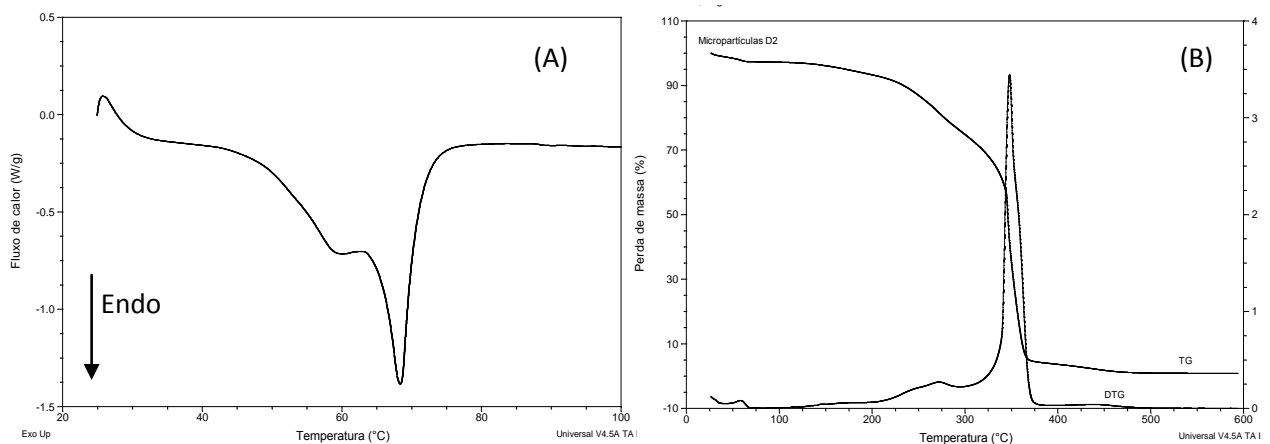 (A)
0.5
0.0
-0.5
-1.0
-1.5
Fluxo de calor (W/g)
Endo
20
40
60
80
100
Exo Up
Temperatura (°C)
Universal V4.5A TA I
(B)
Micropartículas D2
110
90
70
50
30
10
-10
Perda de massa (%)
4
3
2
1
0
TG
DTG
0
100
200
300
400
500
600
Temperatura (°C)
Universal V4.5A TA I